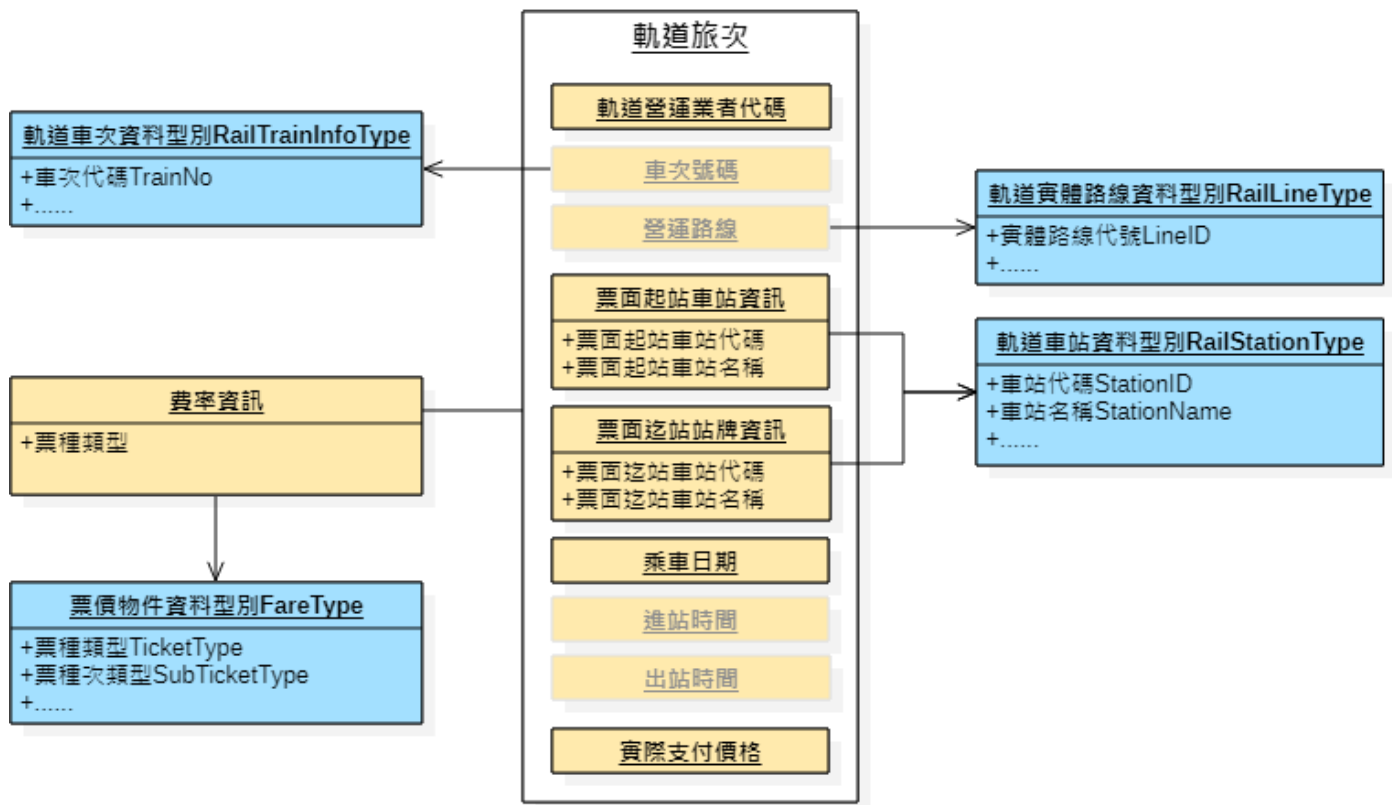 軌道旅次
軌道營運業者代碼
車次號碼
營運路線
票面起站車站資訊
+票面起站車站代碼
+票面起站車站名稱
票面迄站站牌資訊
+票面迄站車站代碼
+票面迄站車站名稱
乘車日期
進站時間
出站時間
實際支付價格
軌道車次資料型別RailTrainInfoType
+車次代碼TrainNo
+......
費率資訊
+票種類型
票價物件資料型別FareType
+票種類型TicketType
+票種次類型SubTicketType
+......
軌道實體路線資料型別RailLineType
+實體路線代號LineID
+......
軌道車站資料型別RailStationType
+車站代碼StationID
+車站名稱StationName
+......